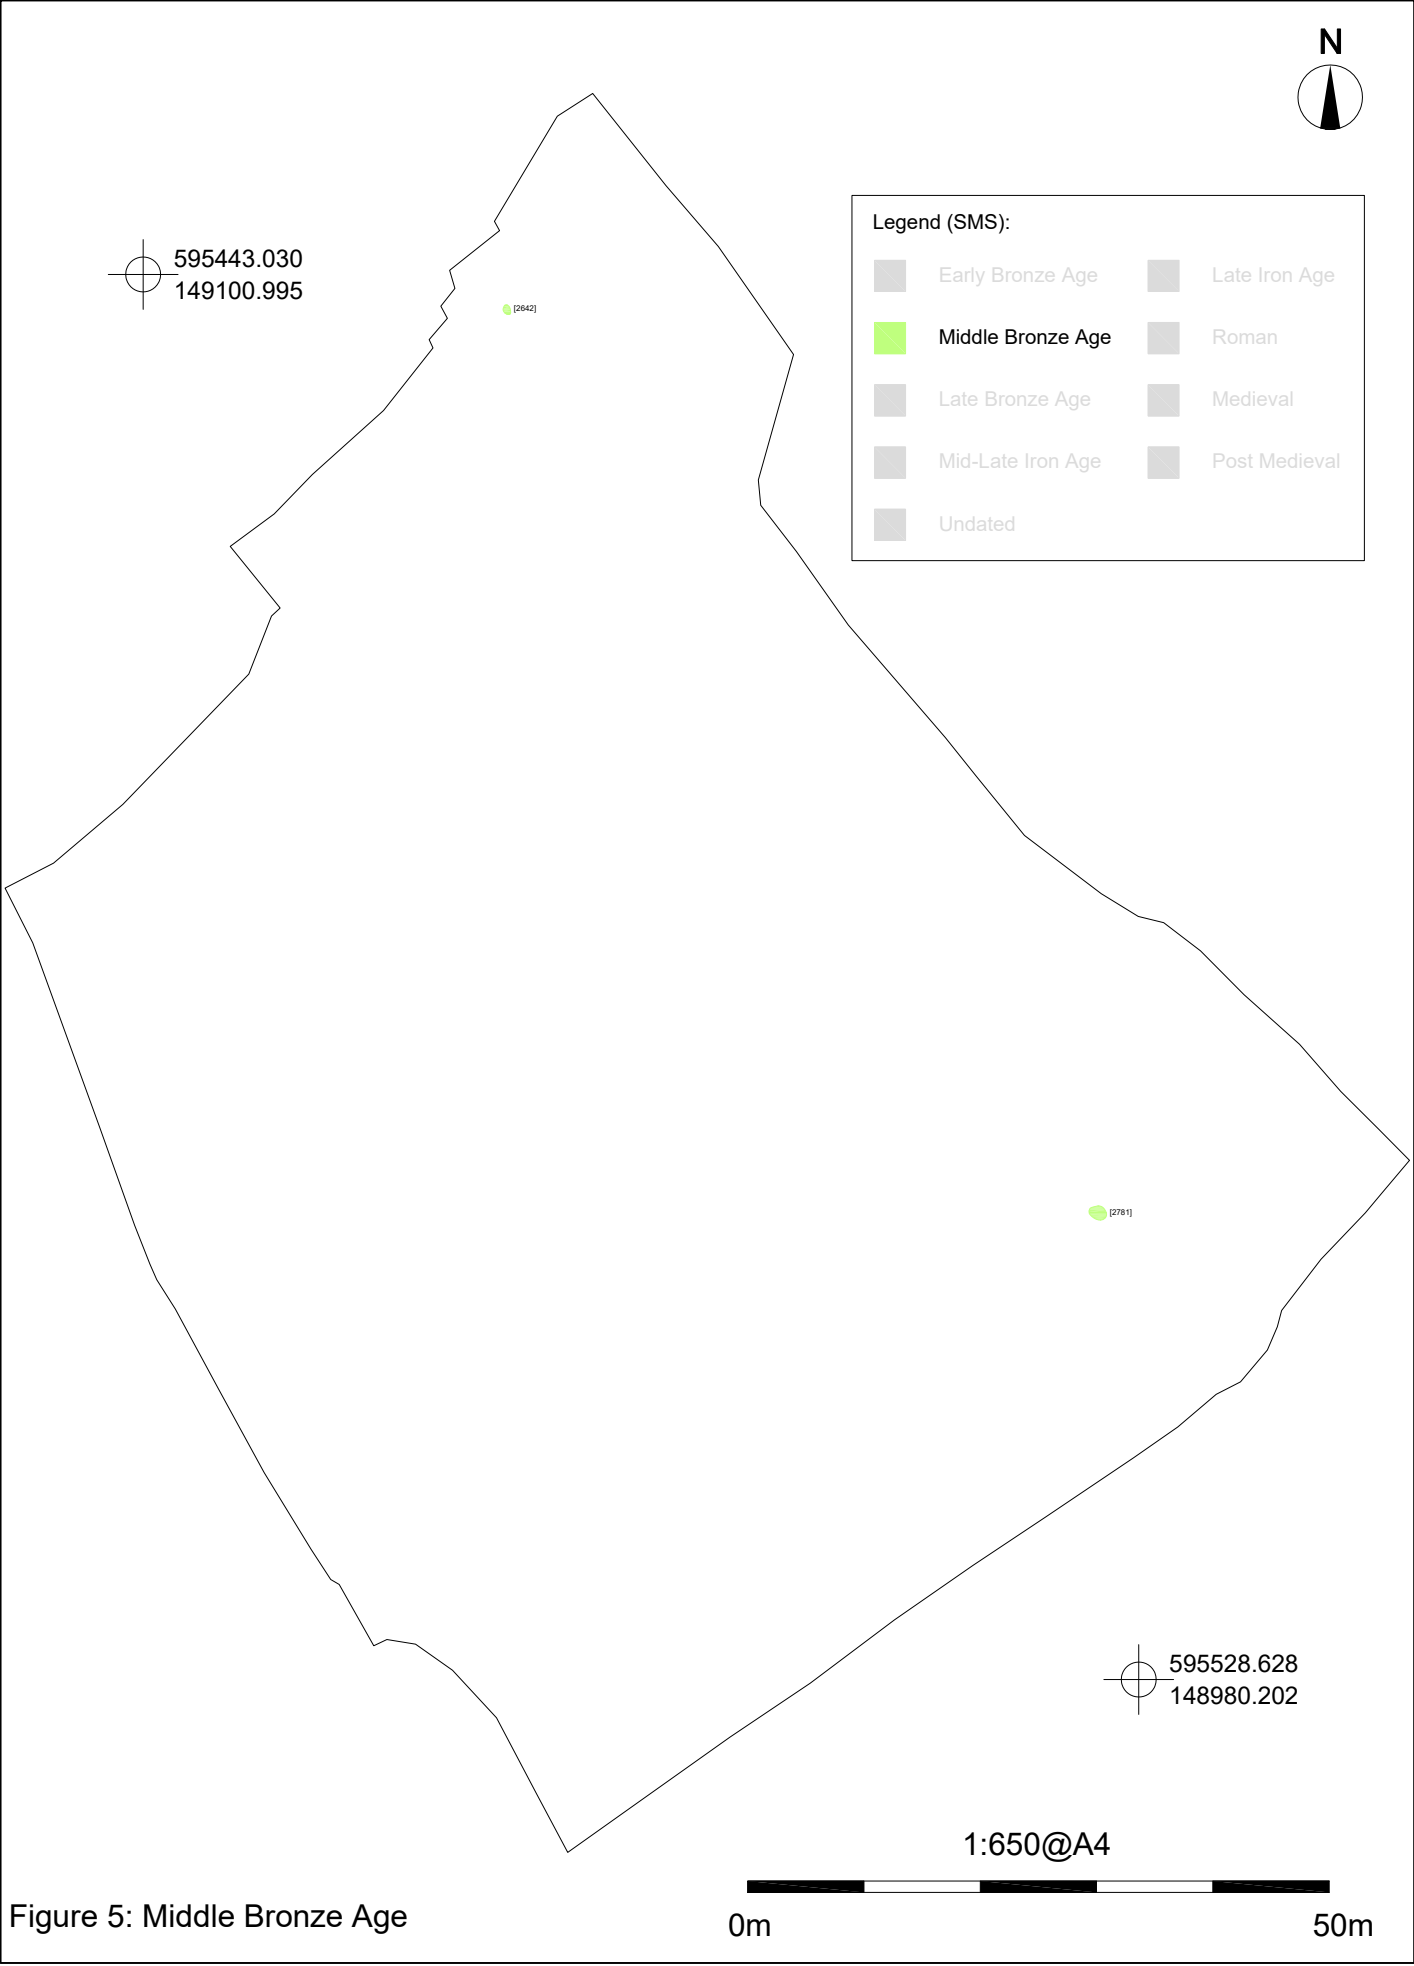 N
595443.030
149100.995
Legend (SMS):
Early Bronze Age
Late Iron Age
Middle Bronze Age
Roman
Late Bronze Age
Medieval
Mid-Late Iron Age
Post Medieval
Undated
[2642]
[2781]
595528.628
148980.202
1:650@A4
0m
50m
Figure 5: Middle Bronze Age